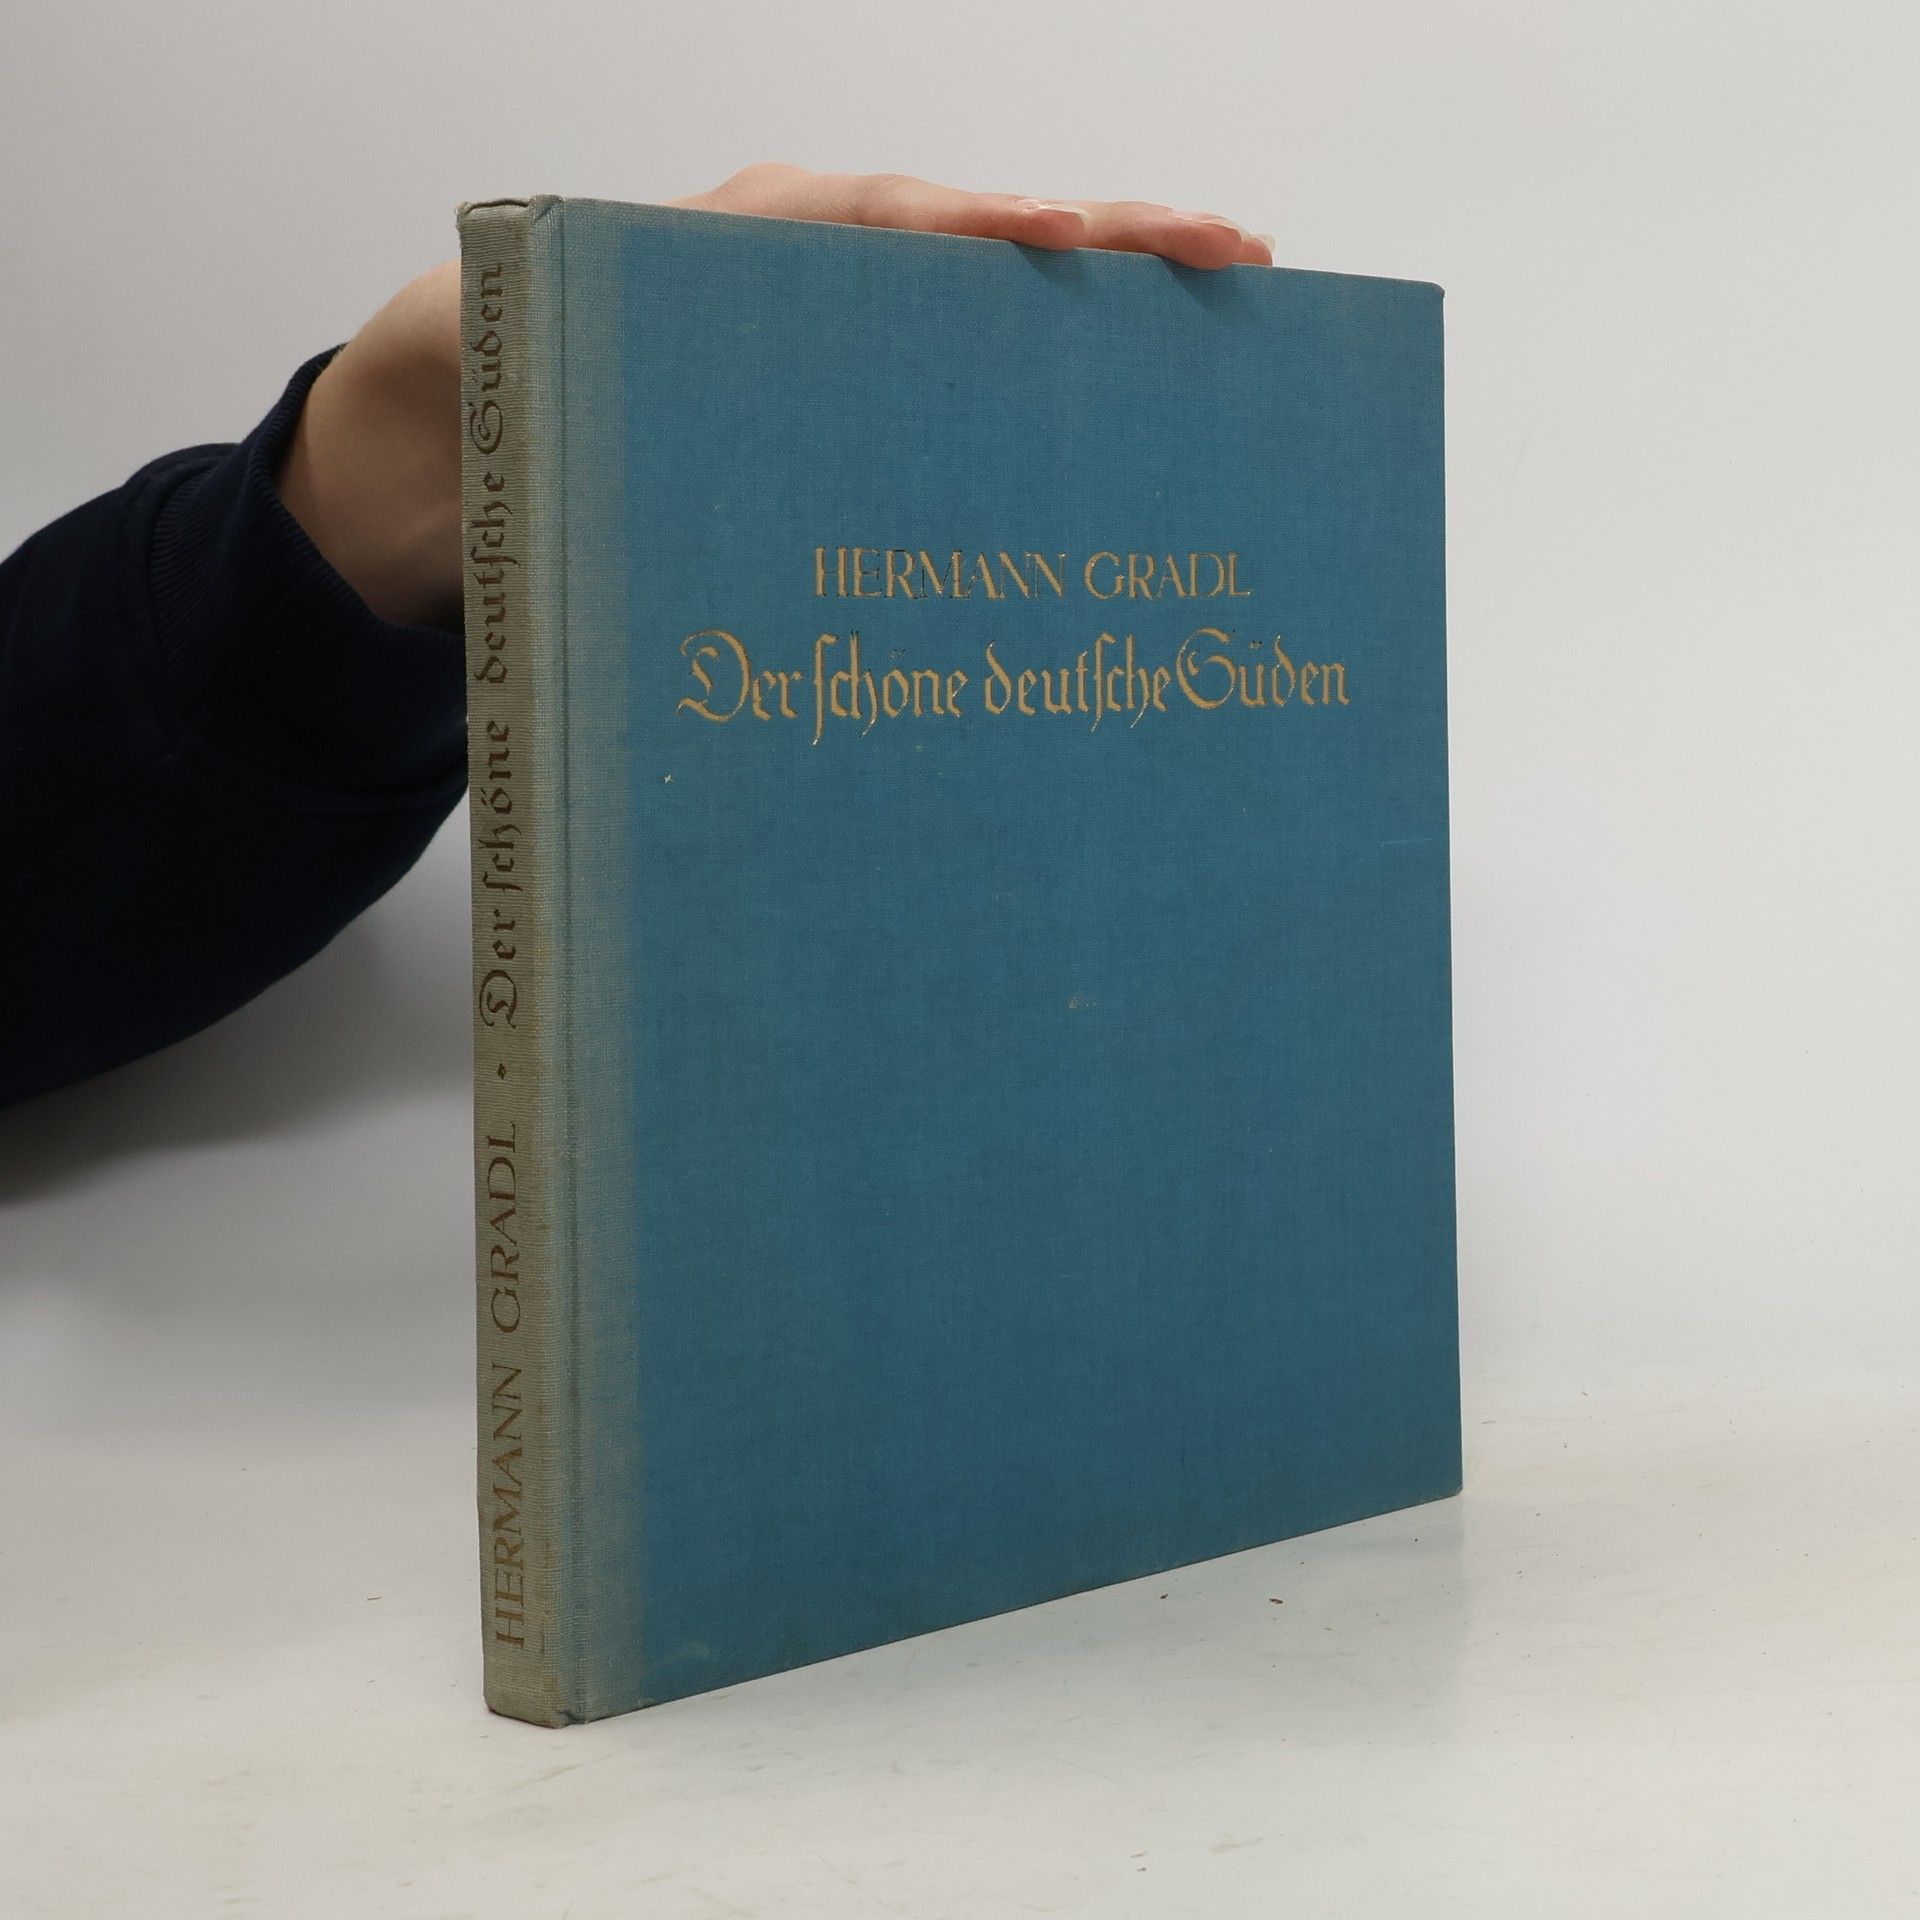 HERMANN GRADL
Der ſchöne deutſche Süden
HERMANN GRADL • Der ſchöne deutſche Süden